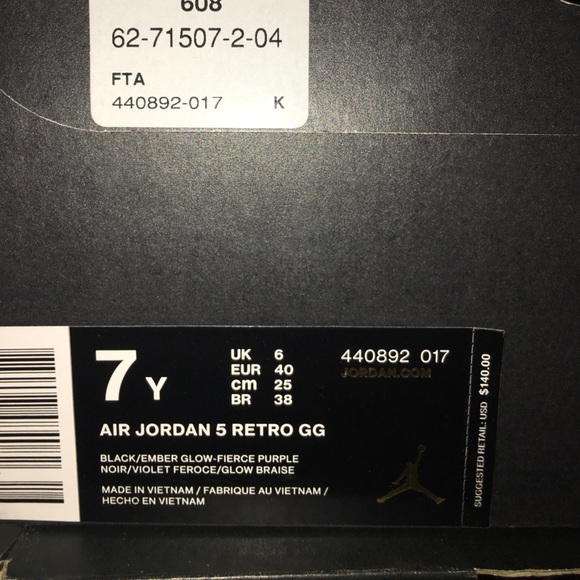 608
62-71507-2-04
FTA
440892-017 K
7 Y
UK 6
EUR 40
cm 25
BR 38
440892 017
JORDAN.COM
AIR JORDAN 5 RETRO GG
BLACK/EMBER GLOW-FIERCE PURPLE
NOIR/VIOLET FEROCE/GLOW BRAISE
MADE IN VIETNAM / FABRIQUE AU VIETNAM /
HECHO EN VIETNAM
SUGGESTED RETAIL: USD $140.00